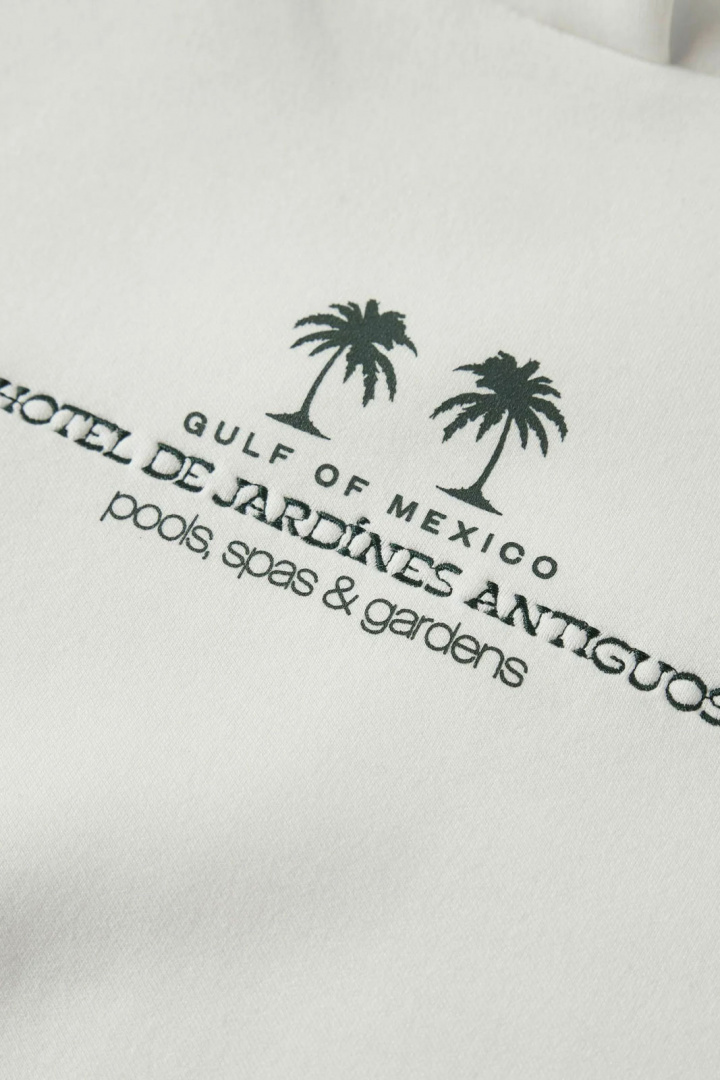 GULF OF MEXICO
HOTEL DE JARDÍNES ANTIGUOS
pools, spas & gardens